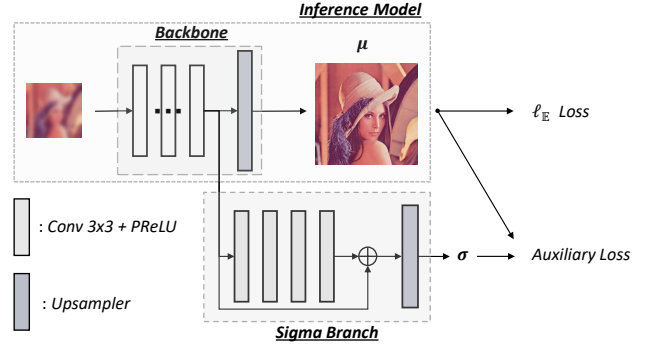 Inference Model
Backbone
μ
ℓ𝔼 Loss
: Conv 3x3 + PReLU
σ
Auxiliary Loss
: Upsampler
Sigma Branch